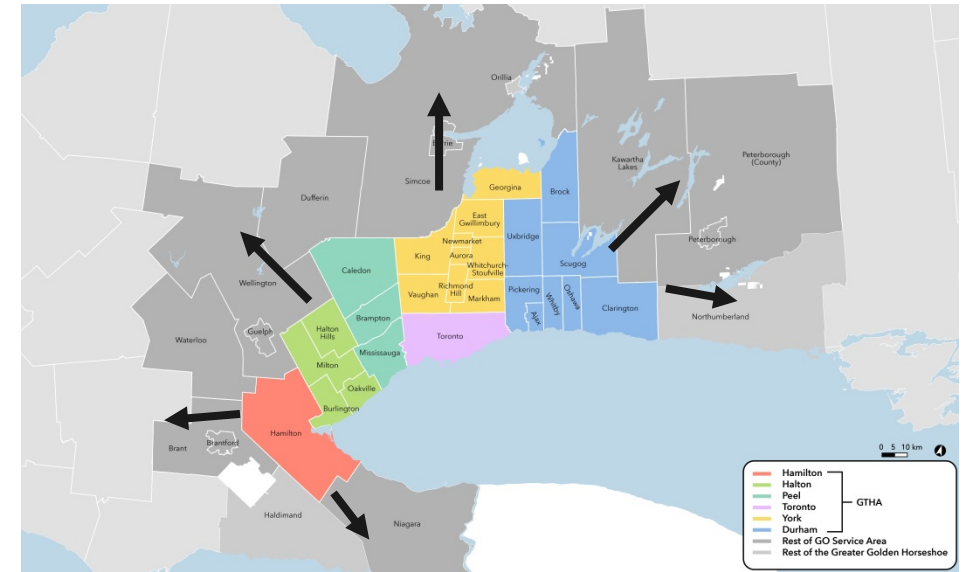 Orillia
Barrie
Simcoe
Dufferin
Kawartha
Lakes
Peterborough
(County)
Peterborough
Georgina
Brock
East
Gwillimbury
Newmarket
Uxbridge
King
Aurora
Whitchurch-
Stoufville
Scugog
Caledon
Wellington
Richmond
Hill
Vaughan
Markham
Pickering
Ajax
Whitby
Oshawa
Clarington
Northumberland
Brampton
Halton
Hills
Guelph
Waterloo
Toronto
Mississauga
Milton
Oakville
Burlington
Hamilton
Brant
Brantford
Haldimand
Niagara
0 5 10 km
Hamilton
Halton
Peel
Toronto
York
Durham
GTHA
Rest of GO Service Area
Rest of the Greater Golden Horseshoe